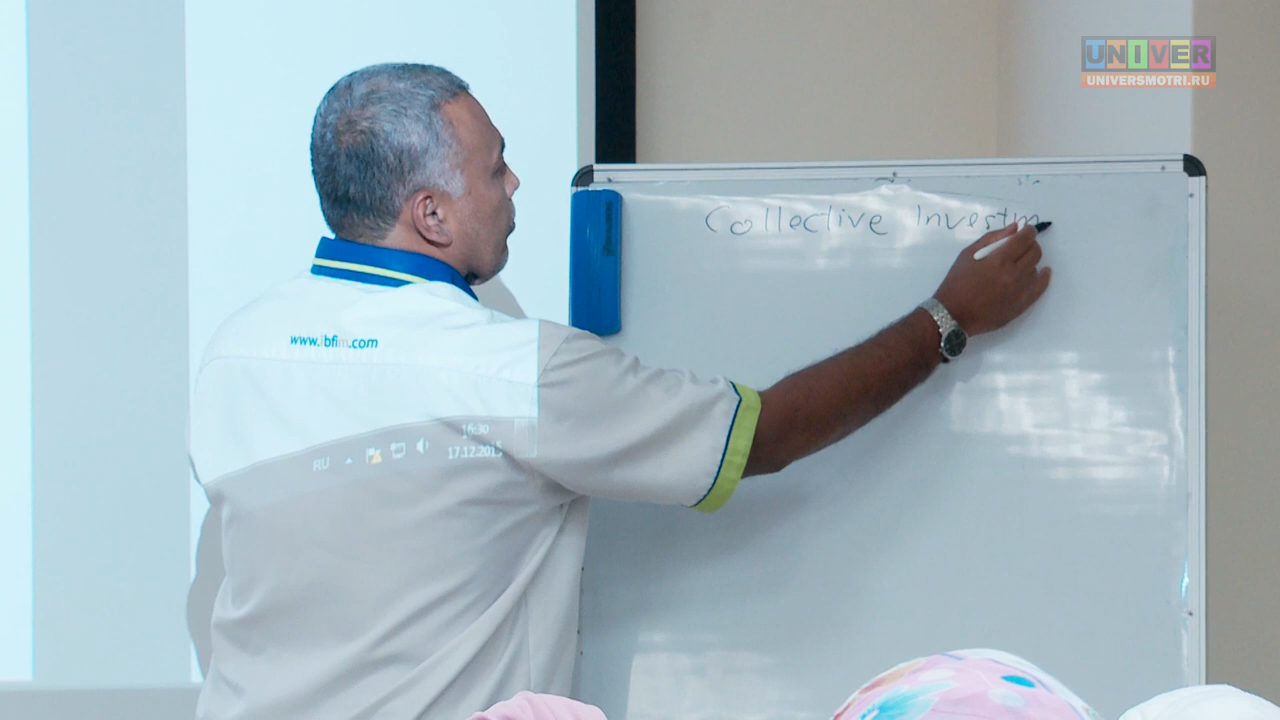 UNIVER
UNIVERSMOTRI.RU
Collective Investm
www.ibfim.com
16:30
RU
17.12.2015